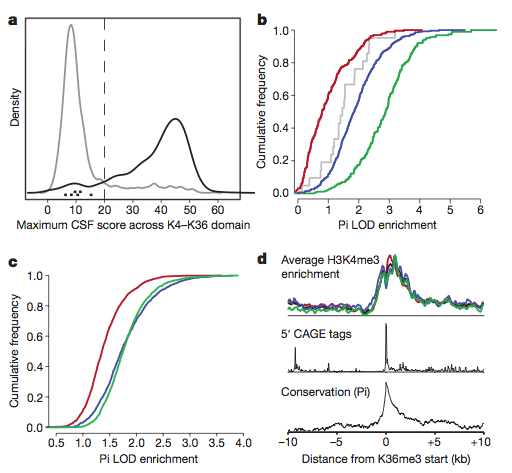 a
Density
0 10 20 30 40 50 60
Maximum CSF score across K4–K36 domain
b
Cumulative frequency
1.0
0.8
0.6
0.4
0.2
0.0
0 1 2 3 4 5 6
Pi LOD enrichment
c
Cumulative frequency
1.0
0.8
0.6
0.4
0.2
0.0
0.5 1.0 1.5 2.0 2.5 3.0 3.5 4.0
Pi LOD enrichment
d
Average H3K4me3
enrichment
5′ CAGE tags
Conservation (Pi)
−10 −5 0 +5 +10
Distance from K36me3 start (kb)